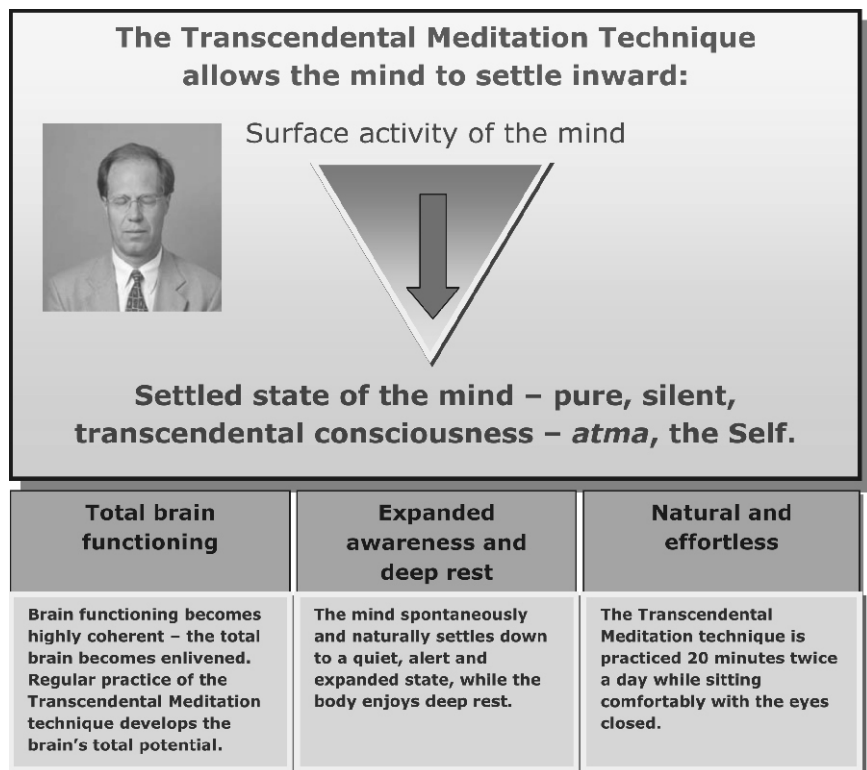 The Transcendental Meditation Technique
allows the mind to settle inward:
Surface activity of the mind
Settled state of the mind – pure, silent,
transcendental consciousness – atma, the Self.
Total brain
functioning
Brain functioning becomes
highly coherent – the total
brain becomes enlivened.
Regular practice of the
Transcendental Meditation
technique develops the
brain’s total potential.
Expanded
awareness and
deep rest
The mind spontaneously
and naturally settles down
to a quiet, alert and
expanded state, while the
body enjoys deep rest.
Natural and
effortless
The Transcendental
Meditation technique is
practiced 20 minutes twice
a day while sitting
comfortably with the eyes
closed.